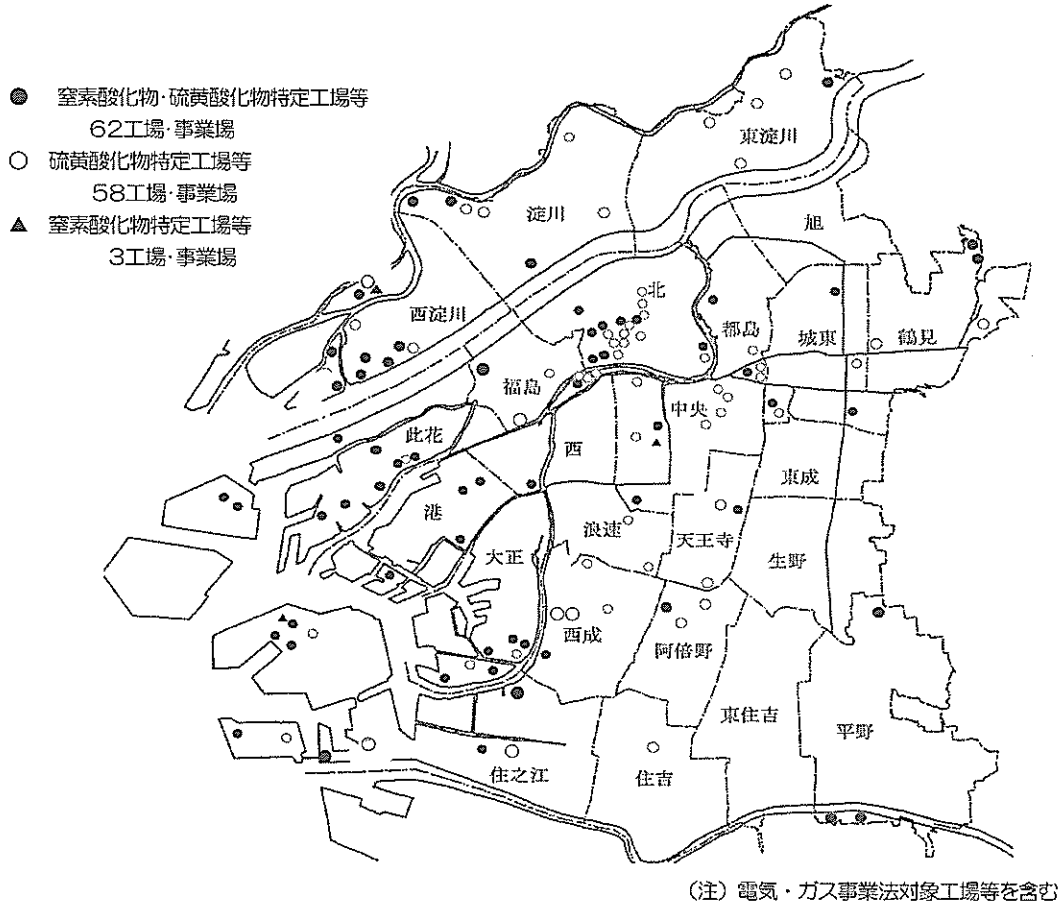 ● 窒素酸化物・硫黄酸化物特定工場等
62工場・事業場
○ 硫黄酸化物特定工場等
58工場・事業場
▲ 窒素酸化物特定工場等
3工場・事業場
東淀川
淀川
旭
北
西淀川
都島
城東
鶴見
福島
中央
此花
西
東成
港
浪速
天王寺
大正
生野
西成
阿倍野
東住吉
平野
住之江
住吉
(注) 電気・ガス事業法対象工場等を含む